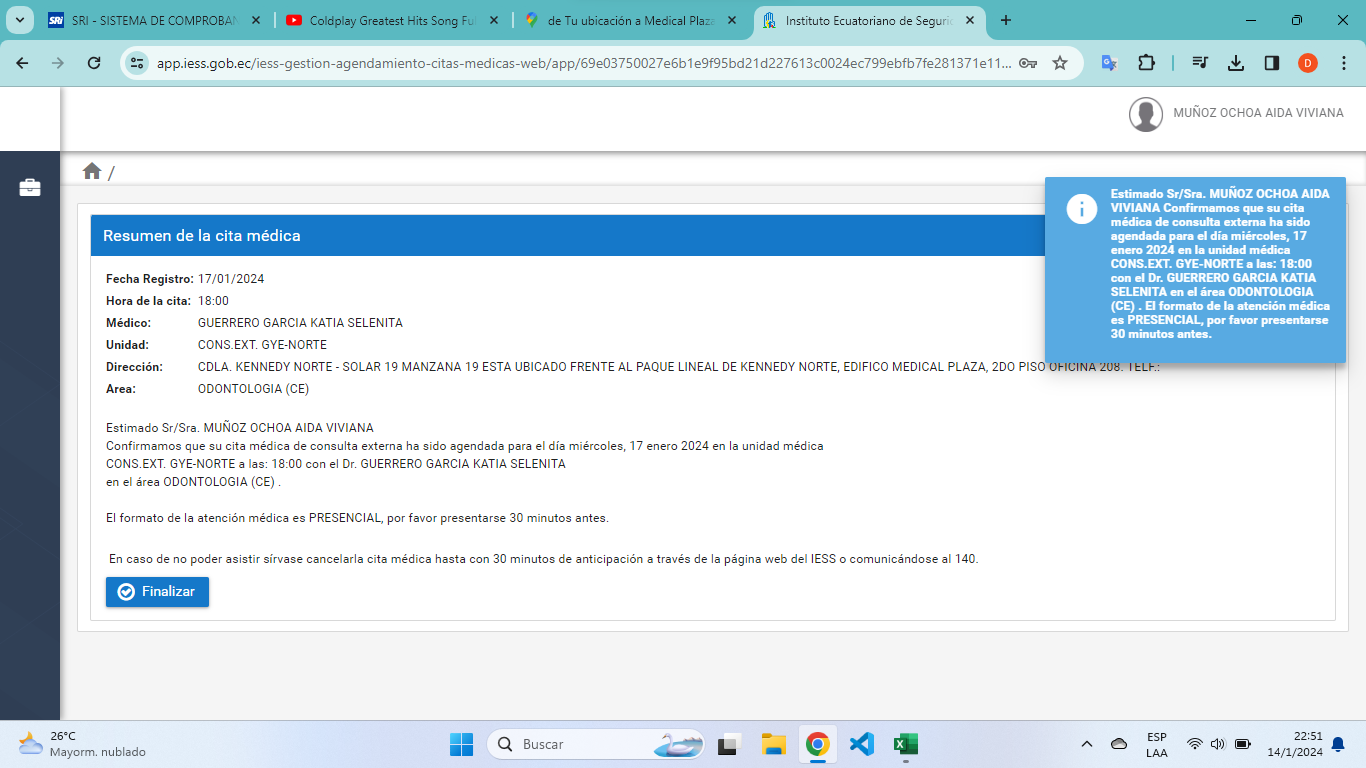 SRI - SISTEMA DE COMPROBAN
Coldplay Greatest Hits Song Ful
de Tu ubicación a Medical Plaza
Instituto Ecuatoriano de Segurid
app.iess.gob.ec/iess-gestion-agendamiento-citas-medicas-web/app/69e03750027e6b1e9f95bd21d227613c0024ec799ebfb7fe281371e11...
D
MUÑOZ OCHOA AIDA VIVIANA
/
Estimado Sr/Sra. MUÑOZ OCHOA AIDA
VIVIANA Confirmamos que su cita
médica de consulta externa ha sido
agendada para el día miércoles, 17
enero 2024 en la unidad médica
CONS.EXT. GYE-NORTE a las: 18:00
con el Dr. GUERRERO GARCIA KATIA
SELENITA en el área ODONTOLOGIA
(CE) . El formato de la atención médica
es PRESENCIAL, por favor presentarse
30 minutos antes.
Resumen de la cita médica
Fecha Registro: 17/01/2024
Hora de la cita: 18:00
Médico: GUERRERO GARCIA KATIA SELENITA
Unidad: CONS.EXT. GYE-NORTE
Dirección: CDLA. KENNEDY NORTE - SOLAR 19 MANZANA 19 ESTA UBICADO FRENTE AL PAQUE LINEAL DE KENNEDY NORTE, EDIFICO MEDICAL PLAZA, 2DO PISO OFICINA 208. TELF.:
Area: ODONTOLOGIA (CE)
Estimado Sr/Sra. MUÑOZ OCHOA AIDA VIVIANA
Confirmamos que su cita médica de consulta externa ha sido agendada para el día miércoles, 17 enero 2024 en la unidad médica
CONS.EXT. GYE-NORTE a las: 18:00 con el Dr. GUERRERO GARCIA KATIA SELENITA
en el área ODONTOLOGIA (CE) .
El formato de la atención médica es PRESENCIAL, por favor presentarse 30 minutos antes.
En caso de no poder asistir sírvase cancelarla cita médica hasta con 30 minutos de anticipación a través de la página web del IESS o comunicándose al 140.
Finalizar
26°C
Mayorm. nublado
Buscar
ESP
LAA
22:51
14/1/2024